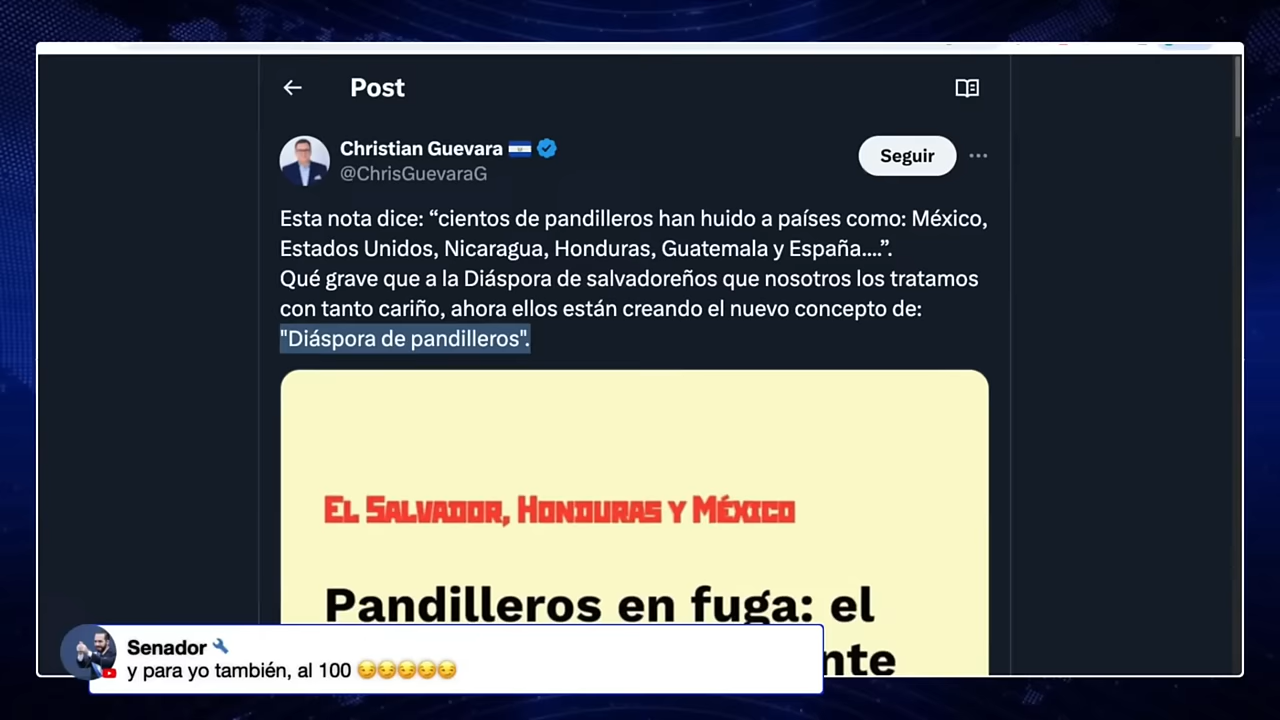 Post
Christian Guevara
@ChrisGuevaraG
Seguir
Esta nota dice: “cientos de pandilleros han huido a países como: México,
Estados Unidos, Nicaragua, Honduras, Guatemala y España....”.
Qué grave que a la Diáspora de salvadoreños que nosotros los tratamos
con tanto cariño, ahora ellos están creando el nuevo concepto de:
"Diáspora de pandilleros".
El Salvador, Honduras y México
Pandilleros en fuga: el
nte
Senador
y para yo también, al 100 😏😏😏😏😏